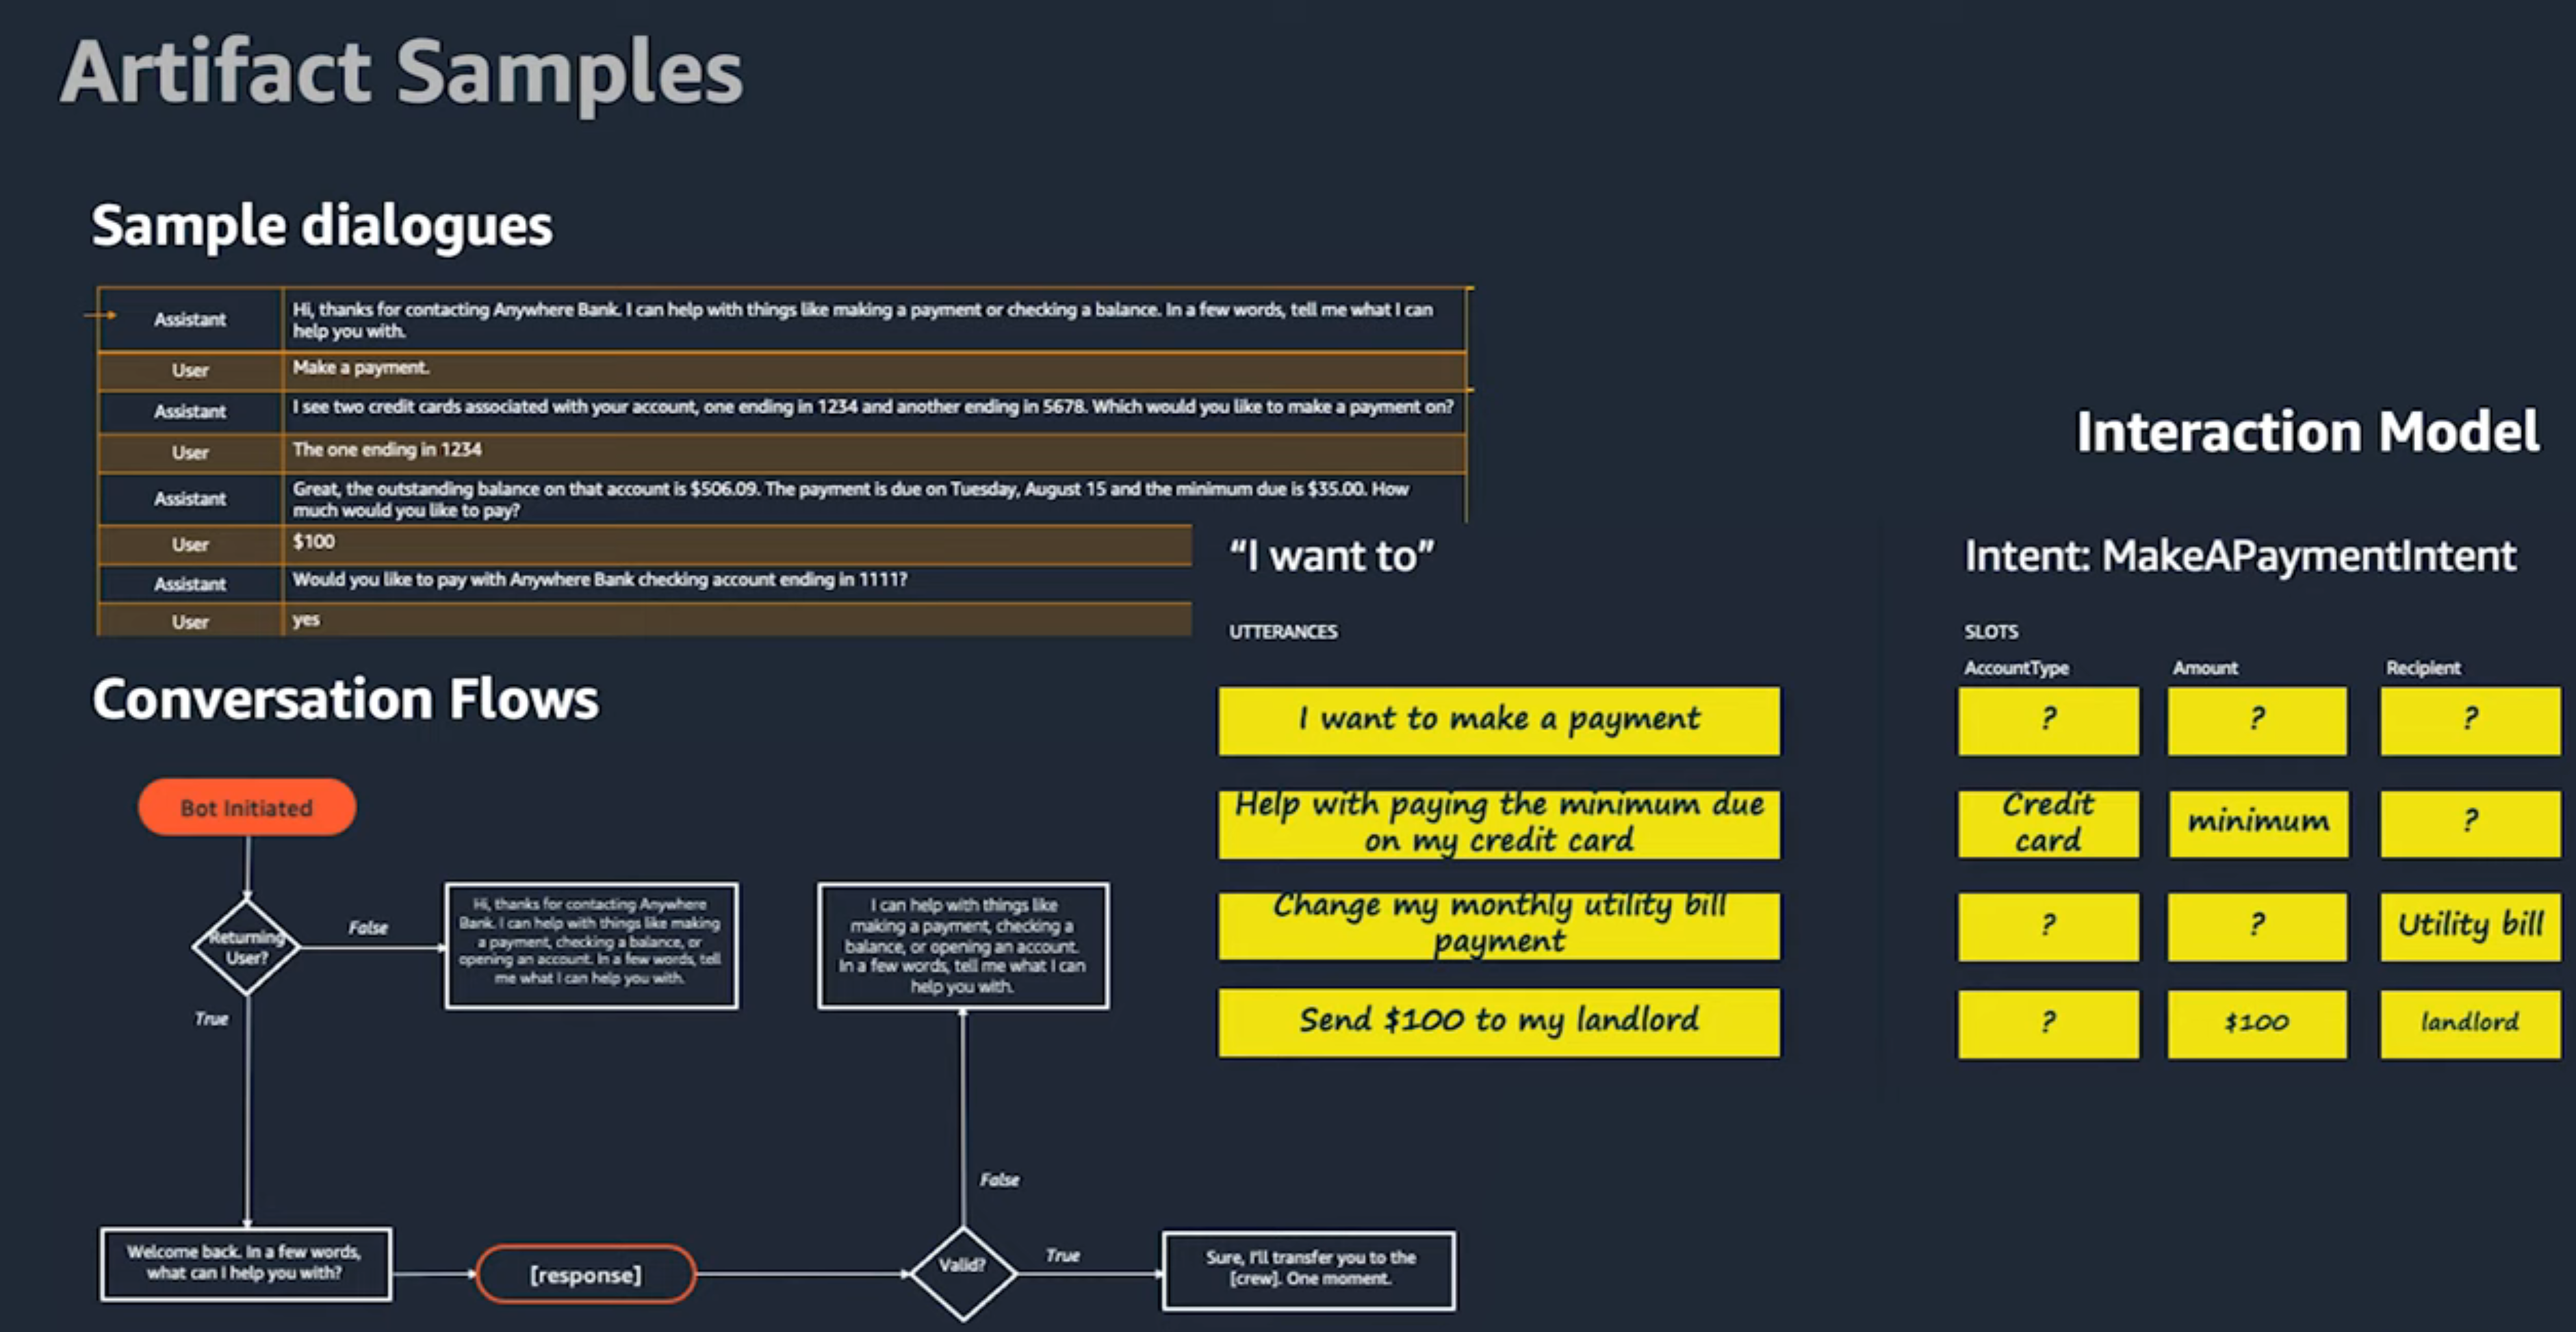 Artifact Samples
Sample dialogues
Assistant
Hi, thanks for contacting Anywhere Bank. I can help with things like making a payment or checking a balance. In a few words, tell me what I can
help you with.
User
Make a payment.
Assistant
I see two credit cards associated with your account, one ending in 1234 and another ending in 5678. Which would you like to make a payment on?
User
The one ending in 1234
Assistant
Great, the outstanding balance on that account is $506.09. The payment is due on Tuesday, August 15 and the minimum due is $35.00. How
much would you like to pay?
User
$100
Assistant
Would you like to pay with Anywhere Bank checking account ending in 1111?
User
yes
Conversation Flows
Bot Initiated
Returning
User?
False
Hi, thanks for contacting Anywhere
Bank. I can help with things like making
a payment, checking a balance, or
opening an account. In a few words, tell
me what I can help you with.
True
Welcome back. In a few words,
what can I help you with?
[response]
Valid?
False
I can help with things like
making a payment, checking a
balance, or opening an account.
In a few words, tell me what I can
help you with.
True
Sure, I'll transfer you to the
[crew]. One moment.
Interaction Model
"I want to"
UTTERANCES
I want to make a payment
Help with paying the minimum due
on my credit card
Change my monthly utility bill
payment
Send $100 to my landlord
Intent: MakeAPaymentIntent
SLOTS
AccountType Amount Recipient
? ? ?
Credit
card
minimum ?
? ? Utility bill
? $100 landlord